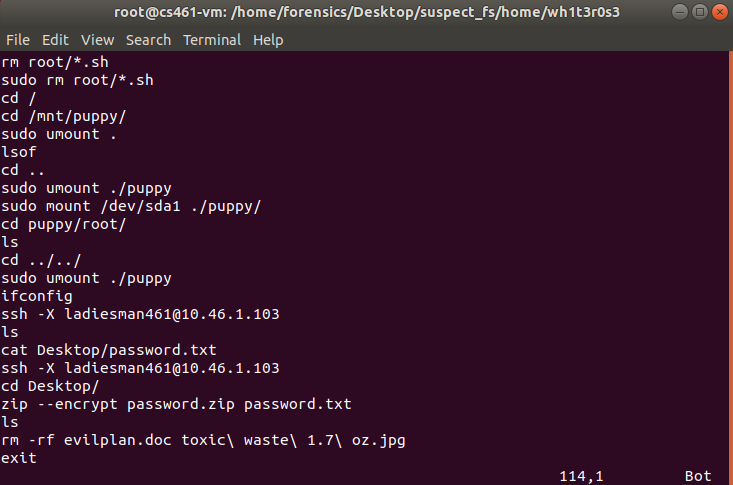 root@cs461-vm: /home/forensics/Desktop/suspect_fs/home/wh1t3r0s3
File Edit View Search Terminal Help
rm root/*.sh
sudo rm root/*.sh
cd /
cd /mnt/puppy/
sudo umount .
lsof
cd ..
sudo umount ./puppy
sudo mount /dev/sda1 ./puppy/
cd puppy/root/
ls
cd ../../
sudo umount ./puppy
ifconfig
ssh -X ladiesman461@10.46.1.103
ls
cat Desktop/password.txt
ssh -X ladiesman461@10.46.1.103
cd Desktop/
zip --encrypt password.zip password.txt
ls
rm -rf evilplan.doc toxic\ waste\ 1.7\ oz.jpg
exit
114,1 Bot